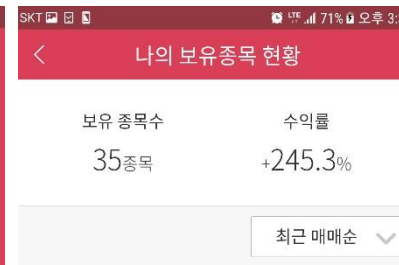 SKT LTE 71% 오후 3:
나의 보유종목 현황
보유 종목수 수익률
35종목 +245.3%
최근 매매순